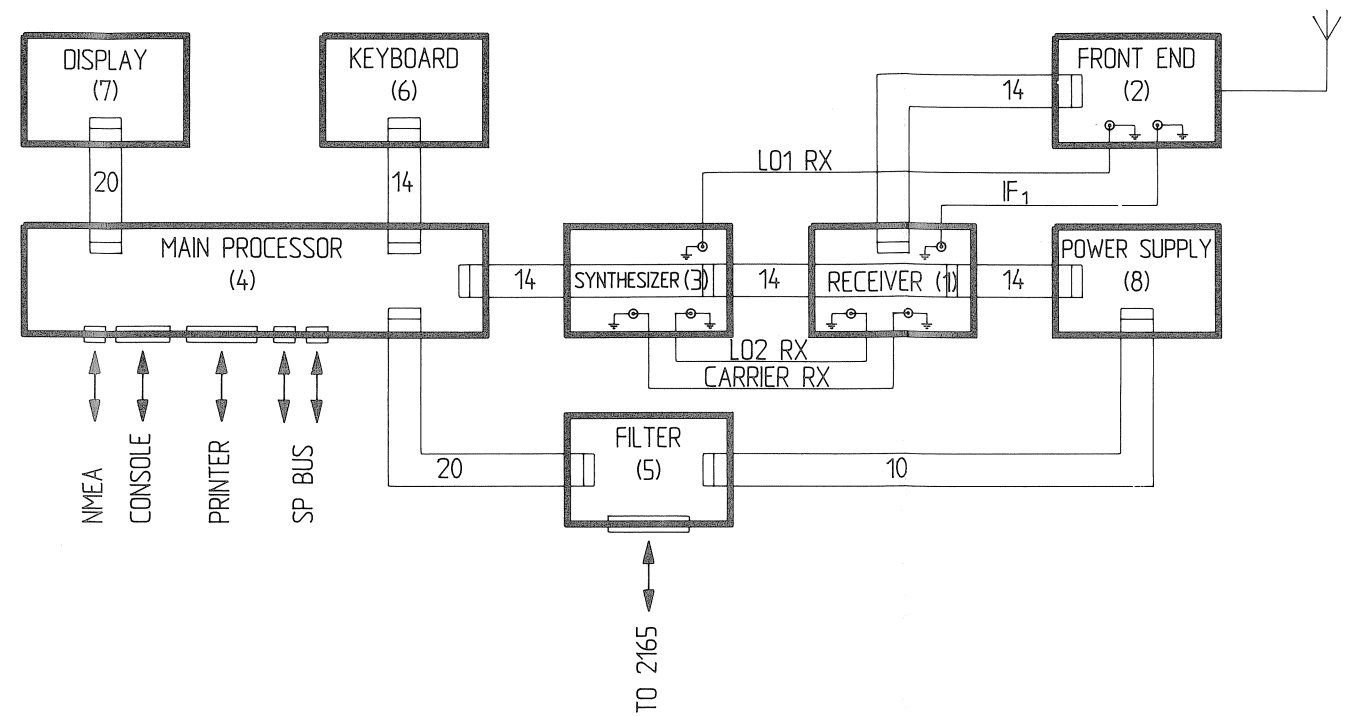 DISPLAY
(7)
KEYBOARD
(6)
FRONT END
(2)
14
20
14
LO1 RX
IF1
MAIN PROCESSOR
(4)
14
SYNTHESIZER (3)
14
RECEIVER (1)
14
POWER SUPPLY
(8)
LO2 RX
CARRIER RX
NMEA
CONSOLE
PRINTER
SP BUS
20
FILTER
(5)
10
TO 2165